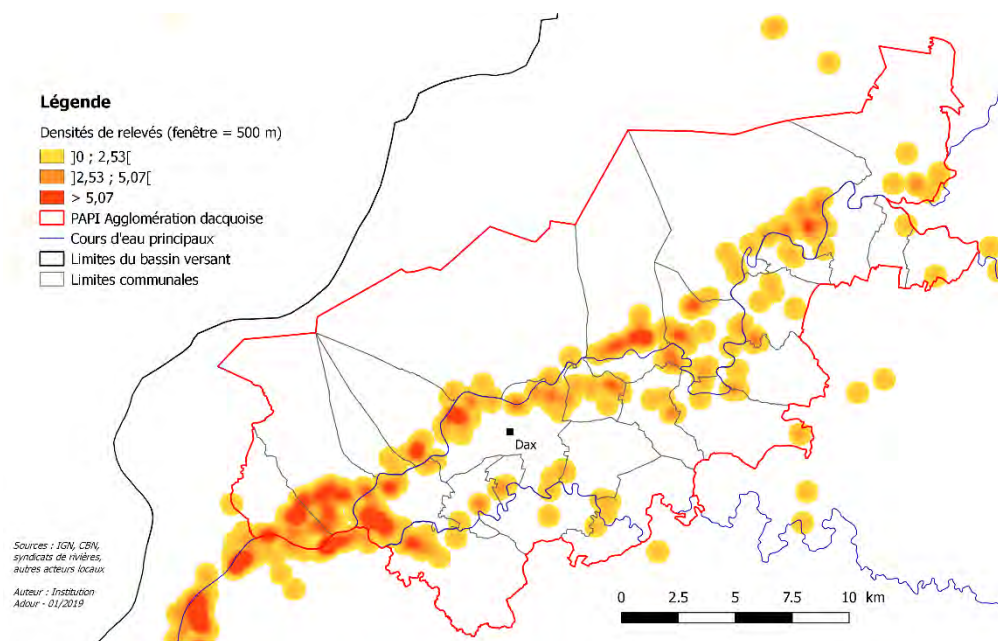 Légende
Densités de relevés (fenêtre = 500 m)
]0 ; 2,53[
]2,53 ; 5,07[
> 5,07
PAPI Agglomération dacquoise
Cours d'eau principaux
Limites du bassin versant
Limites communales
Dax
Sources : IGN, CBN,
syndicats de rivières,
autres acteurs locaux
Auteur : Institution
Adour - 01/2019
0 2.5 5 7.5 10 km